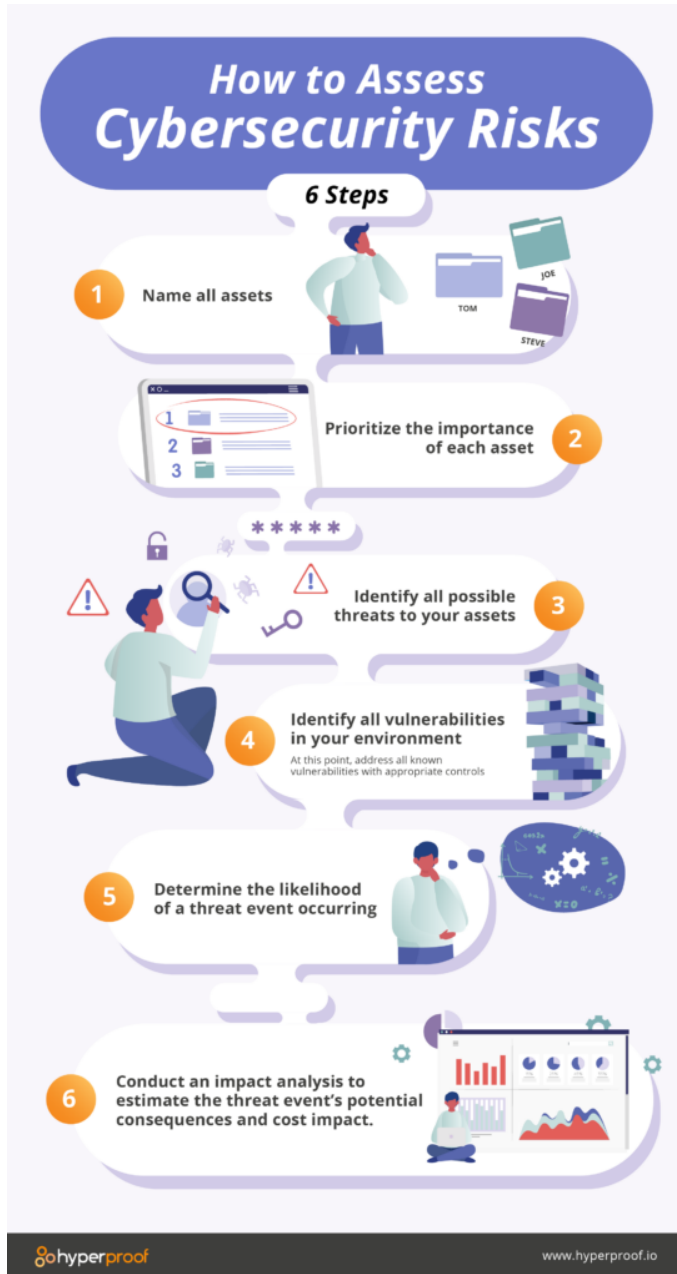 How to Assess
Cybersecurity Risks
6 Steps
1
Name all assets
TOM
JOE
STEVE
1
2
3
Prioritize the importance
of each asset
2
*****
Identify all possible
threats to your assets
3
4
Identify all vulnerabilities
in your environment
At this point, address all known
vulnerabilities with appropriate controls
5
Determine the likelihood
of a threat event occurring
6
Conduct an impact analysis to
estimate the threat event's potential
consequences and cost impact.
hyperproof
www.hyperproof.io